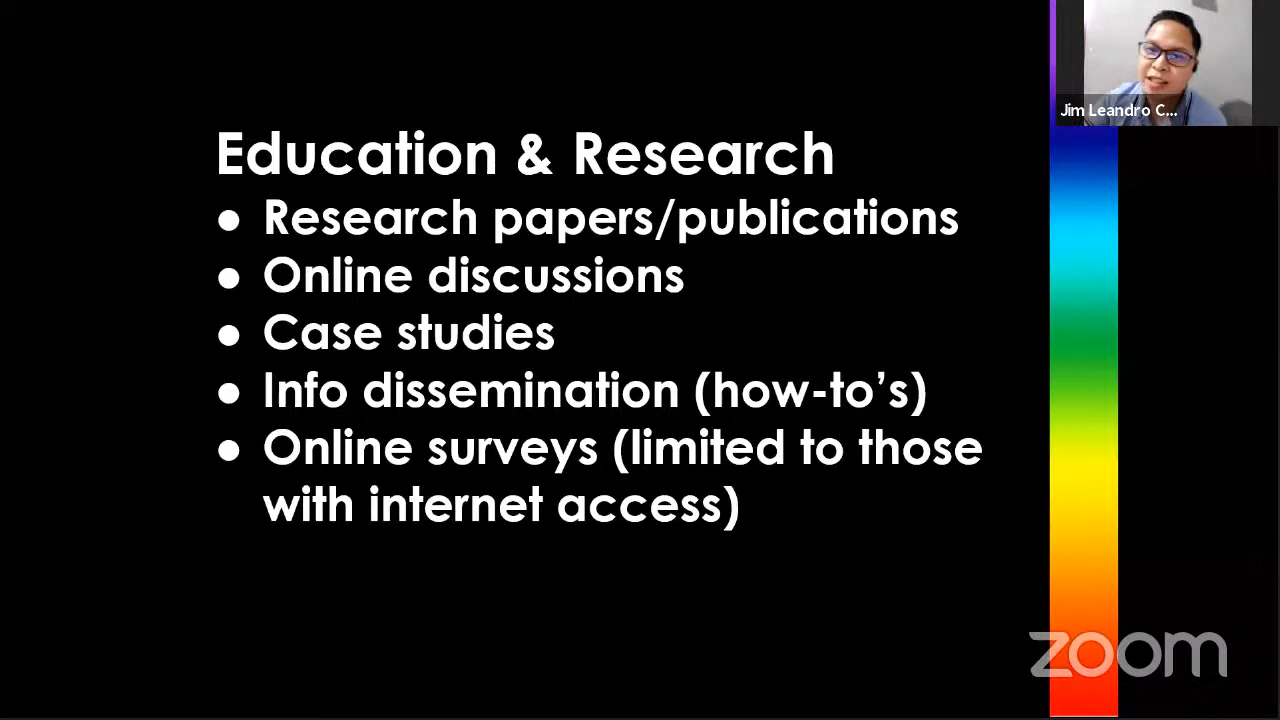 Jim Leandro C...
Education & Research
● Research papers/publications
● Online discussions
● Case studies
● Info dissemination (how-to’s)
● Online surveys (limited to those
with internet access)
zoom